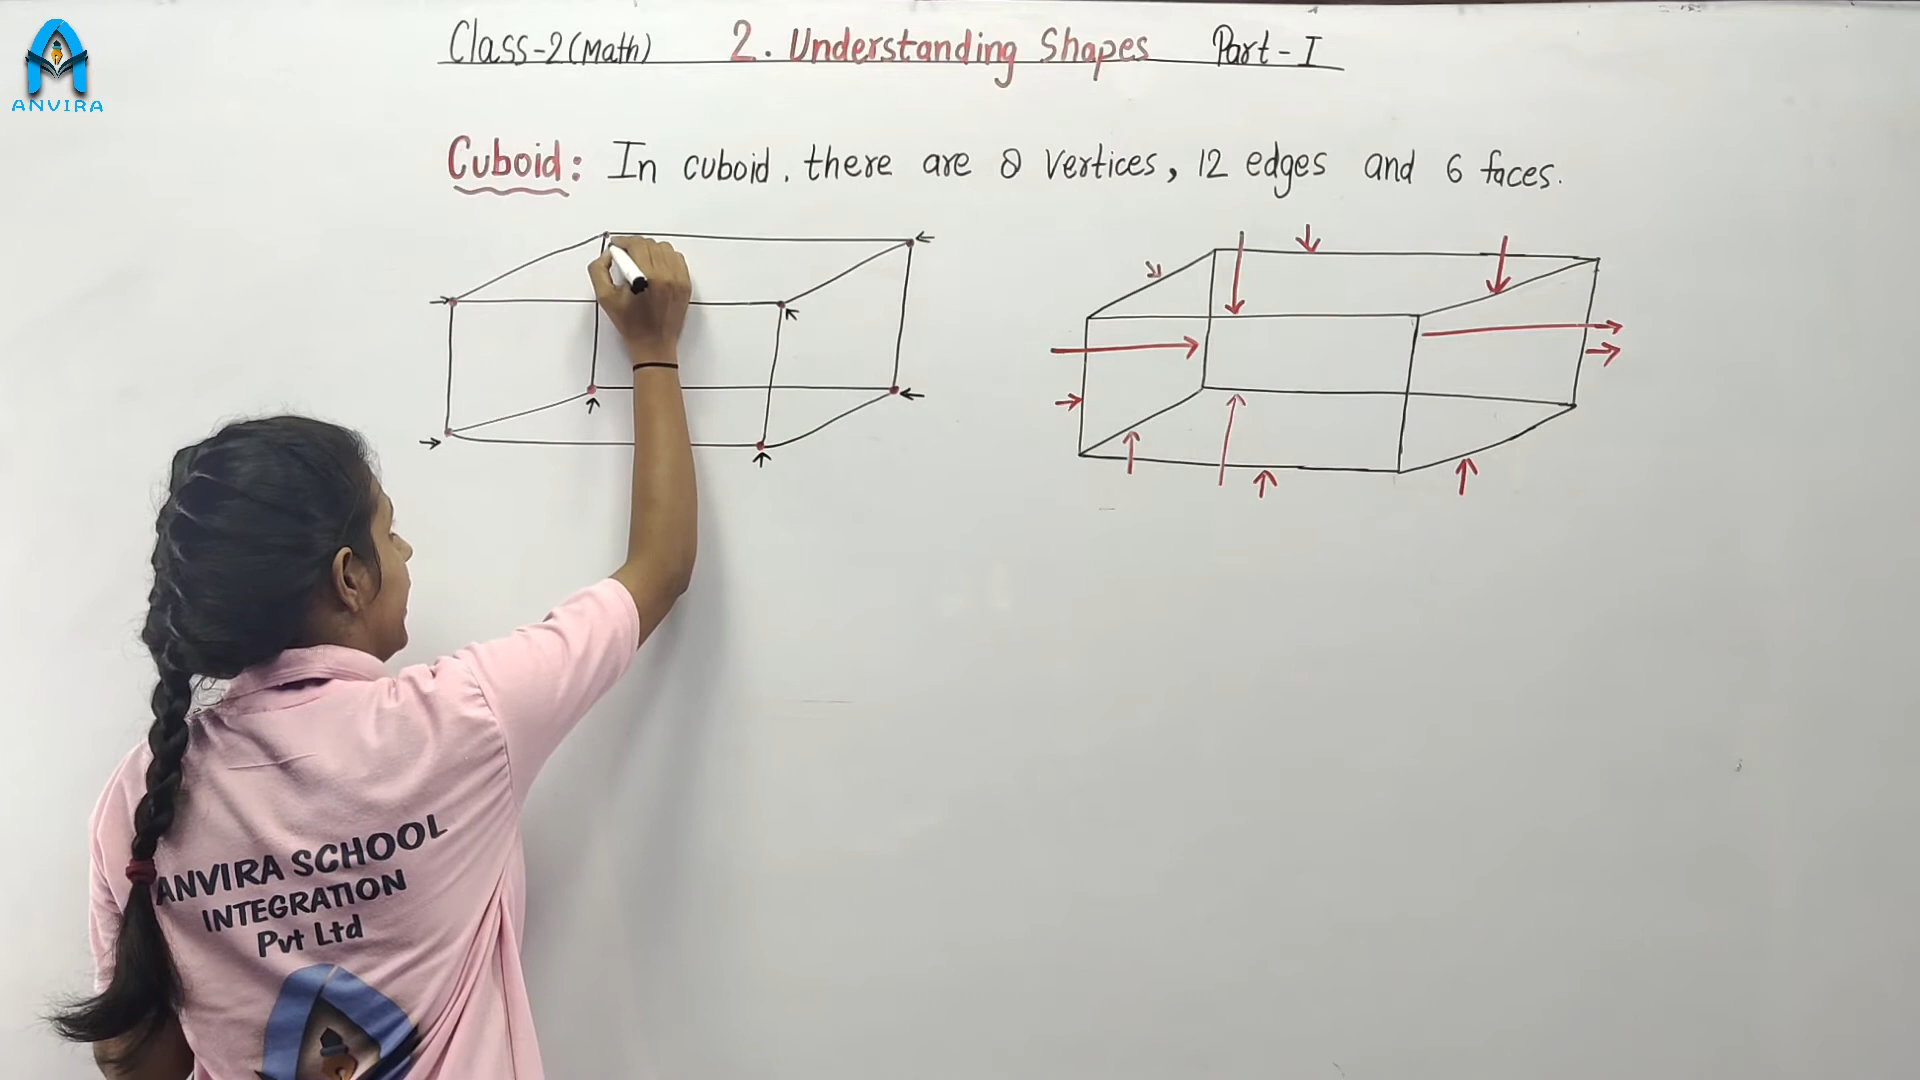 ANVIRA
Class-2 (Math) 2. Understanding Shapes Part-I
Cuboid: In cuboid, there are 8 vertices, 12 edges and 6 faces.
ANVIRA SCHOOL
INTEGRATION
Pvt Ltd